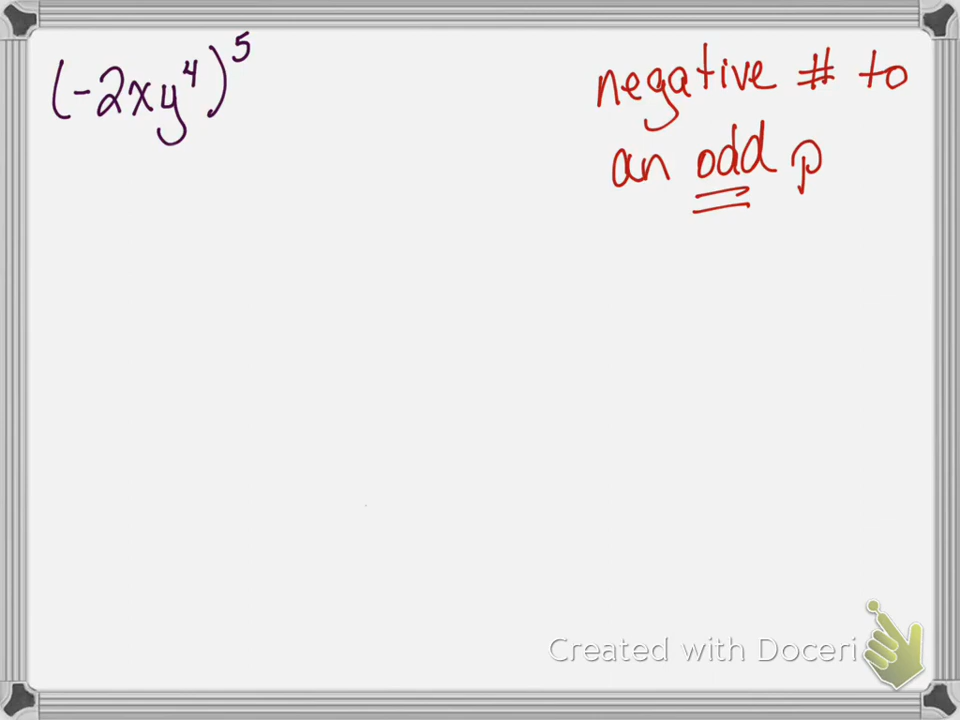 (-2xy⁴)⁵
negative # to
an odd p
Created with Doceri